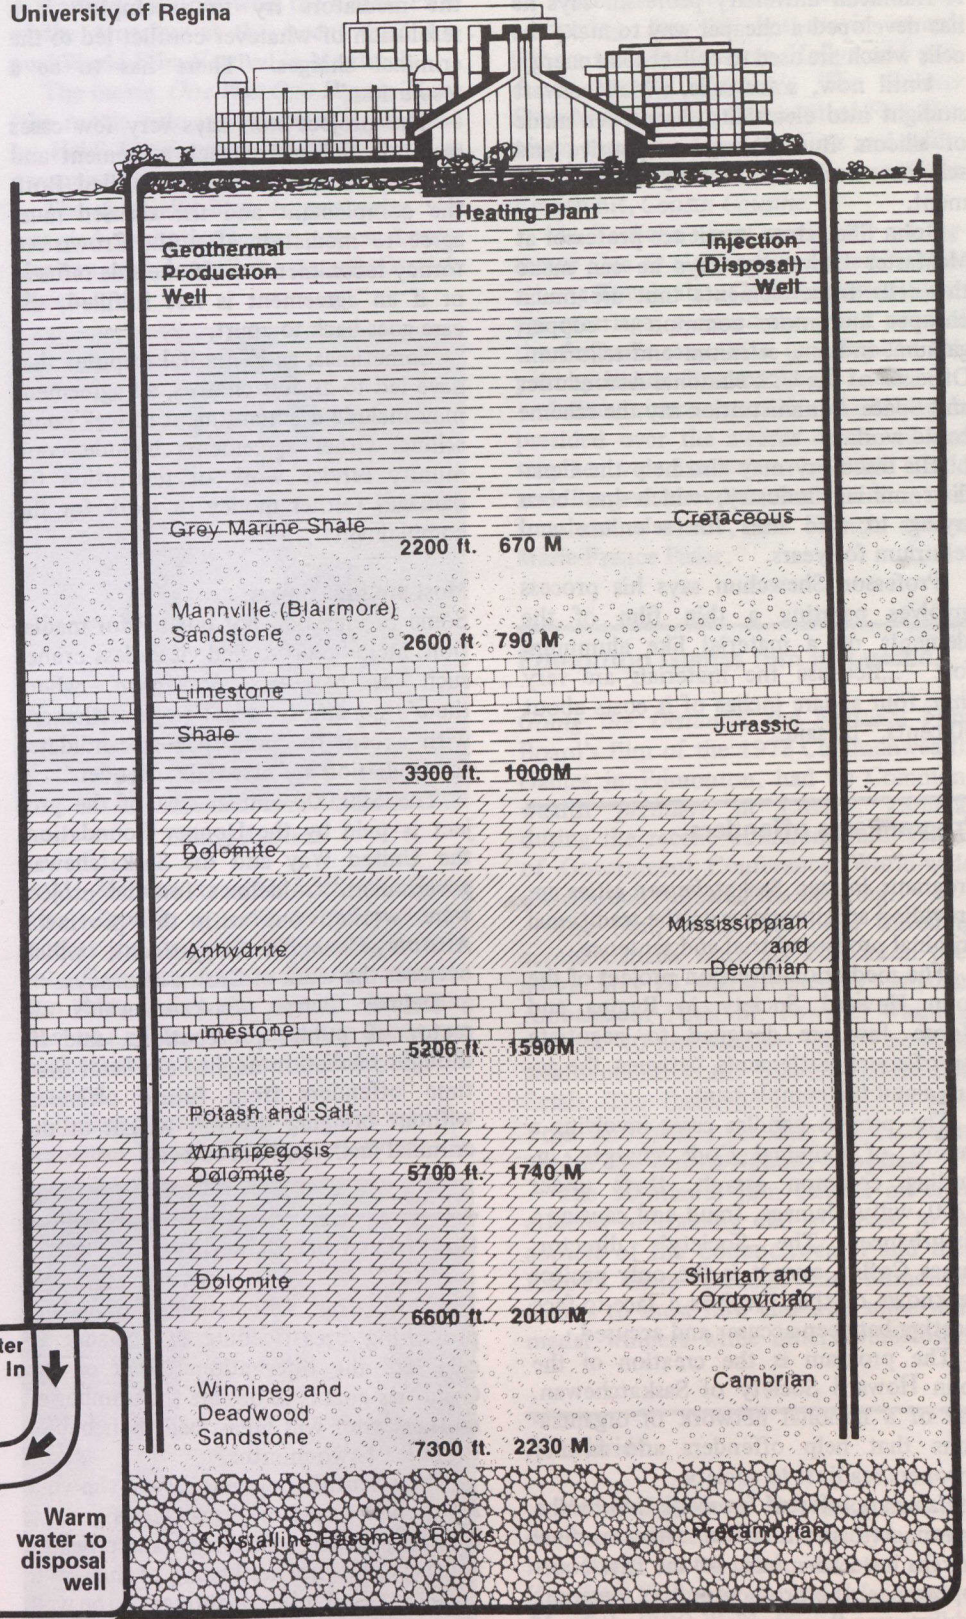 University of Regina
Heating Plant
Geothermal
Production
Well
Injection
(Disposal)
Well
Grey Marine Shale
Cretaceous
2200 ft. 670 M
Mannville (Blairmore)
Sandstone
2600 ft. 790 M
Limestone
Shale
Jurassic
3300 ft. 1000M
Dolomite
Anhydrite
Mississippian
and
Devonian
Limestone
5200 ft. 1590M
Potash and Salt
Winnipegosis
Dolomite
5700 ft. 1740 M
Dolomite
Silurian and
Ordovician
6600 ft. 2010 M
In
Winnipeg and
Deadwood
Sandstone
Cambrian
7300 ft. 2230 M
Warm
water to
disposal
well
Crystalline Basement Rocks
Precambrian